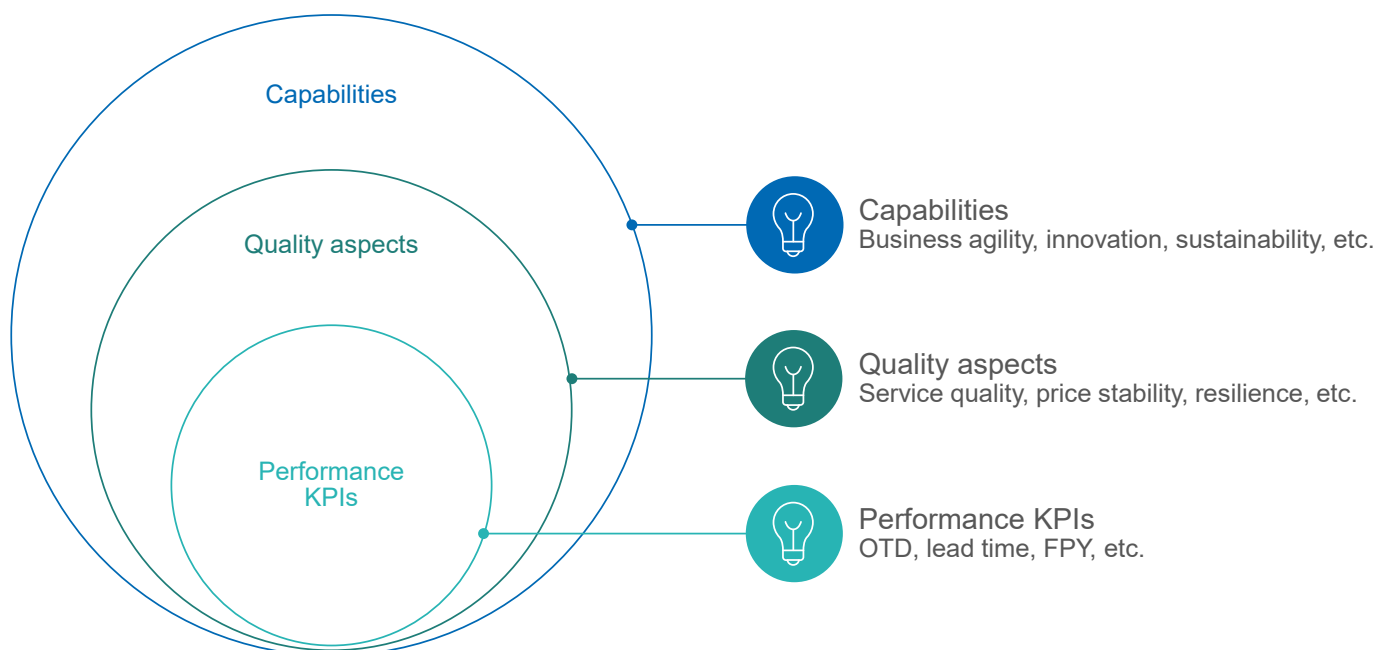 Capabilities
Quality aspects
Performance
KPIs
Capabilities
Business agility, innovation, sustainability, etc.
Quality aspects
Service quality, price stability, resilience, etc.
Performance KPIs
OTD, lead time, FPY, etc.